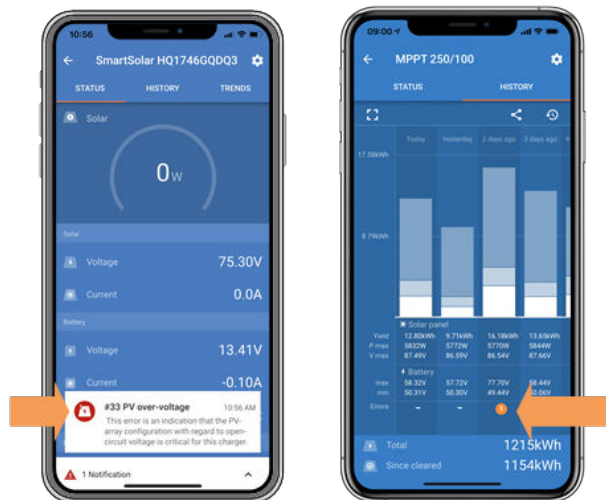 10:56
SmartSolar HQ1746GQDQ3
STATUS HISTORY TRENDS
Solar
0W
Solar
Voltage 75.30V
Current 0.0A
Battery
Voltage 13.41V
Current -0.10A
#33 PV over-voltage 10:56 AM
This error is an indication that the PV-
array configuration with regard to open-
circuit voltage is critical for this charger.
1 Notification
09:00
MPPT 250/100
STATUS HISTORY
Today Yesterday 2 days ago 3 days ago
17.58kWh
8.79kWh
Solar panel
Yield 12.80kWh 9.71kWh 16.18kWh 13.65kWh
P max 5832W 5772W 5770W 5844W
V max 87.49V 86.59V 86.54V 87.66V
Battery
max 58.32V 57.72V 77.70V 58.44V
min 50.31V 50.30V 49.44V 50.06V
Errors - - 1
Total 1215kWh
Since cleared 1154kWh